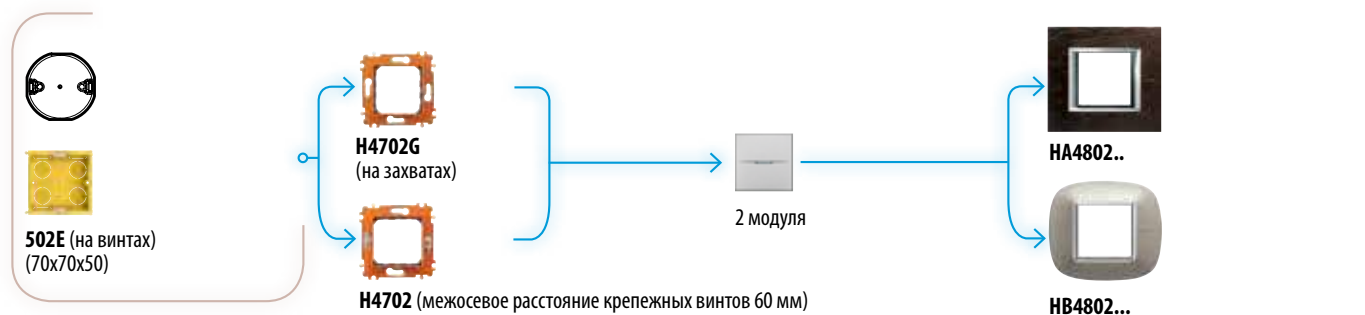 502E (на винтах)
(70x70x50)
H4702G
(на захватах)
H4702 (межосевое расстояние крепежных винтов 60 мм)
2 модуля
HA4802..
HB4802...